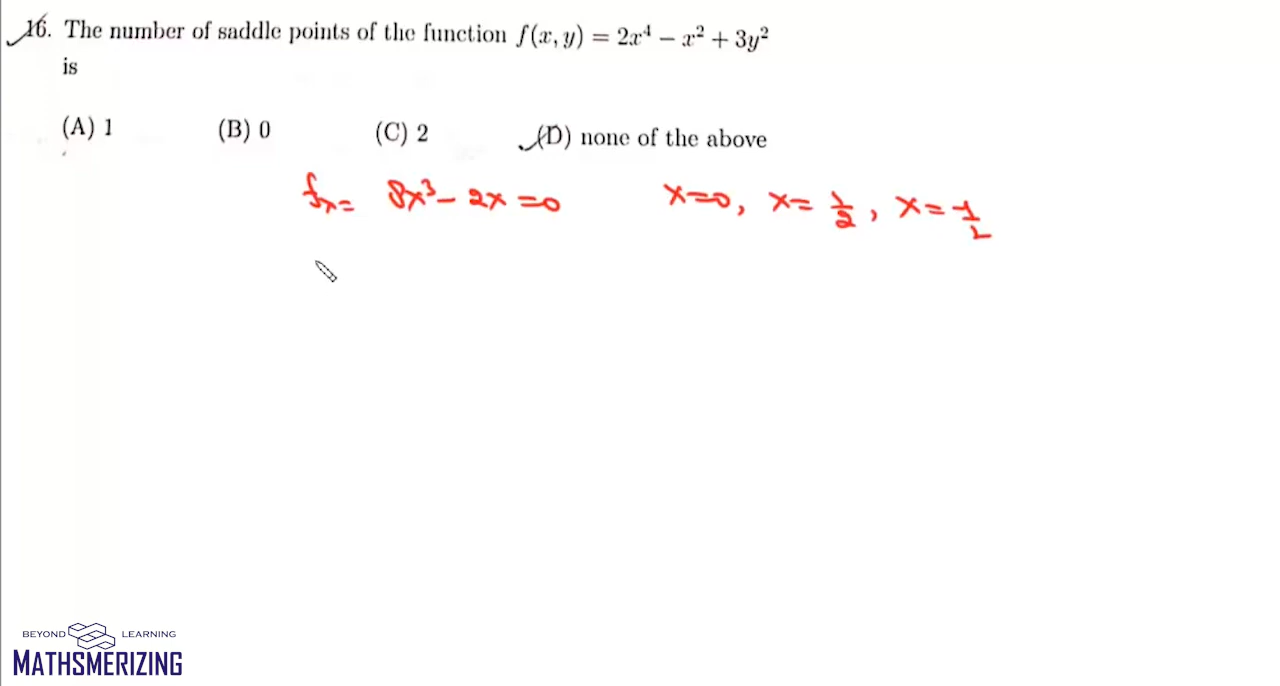 16. The number of saddle points of the function f(x, y) = 2x⁴ − x² + 3y²
is
(A) 1 (B) 0 (C) 2 (D) none of the above
fx = 8x³ − 2x = 0 x = 0, x = 1/2, x = −1/2
BEYOND LEARNING
MATHSMERIZING